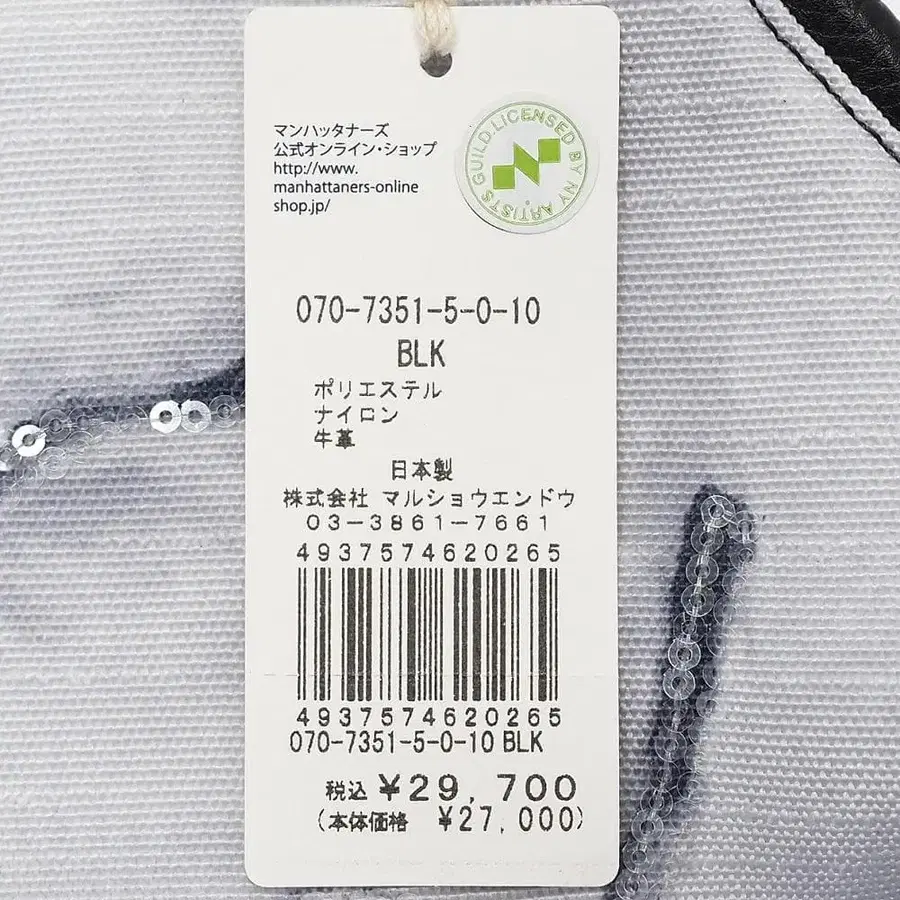 マンハッタナーズ
公式オンライン・ショップ
http://www.
manhattaners-online
shop.jp/
GUILD.LICENSED BY NY ARTISTS
070-7351-5-0-10
BLK
ポリエステル
ナイロン
牛革
日本製
株式会社 マルショウエンドウ
03-3861-7661
4937574620265
4937574620265
070-7351-5-0-10 BLK
税込 ¥29,700
(本体価格 ¥27,000)